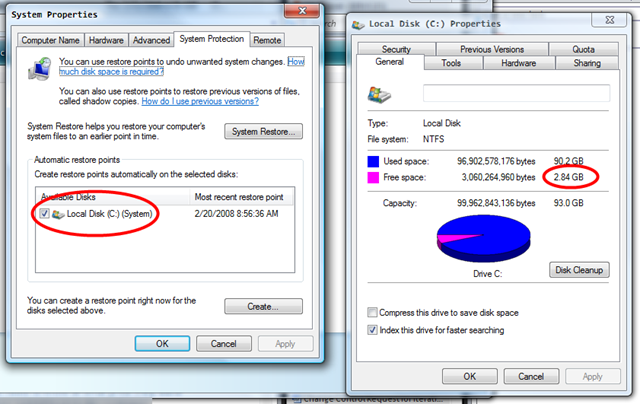 System Properties
Computer Name
Hardware
Advanced
System Protection
Remote
You can use restore points to undo unwanted system changes. How
much disk space is required?
You can also use restore points to restore previous versions of files,
called shadow copies. How do I use previous versions?
System Restore helps you restore your computer's
system files to an earlier point in time.
System Restore...
Automatic restore points
Create restore points automatically on the selected disks:
Available Disks
Most recent restore point
Local Disk (C:) (System)
2/20/2008 8:56:36 AM
You can create a restore point right now for the
disks selected above.
Create...
OK
Cancel
Apply
Local Disk (C:) Properties
Security
Previous Versions
Quota
General
Tools
Hardware
Sharing
Type: Local Disk
File system: NTFS
Used space: 96,902,578,176 bytes 90.2 GB
Free space: 3,060,264,960 bytes 2.84 GB
Capacity: 99,962,843,136 bytes 93.0 GB
Drive C:
Disk Cleanup
Compress this drive to save disk space
Index this drive for faster searching
OK
Cancel
Apply